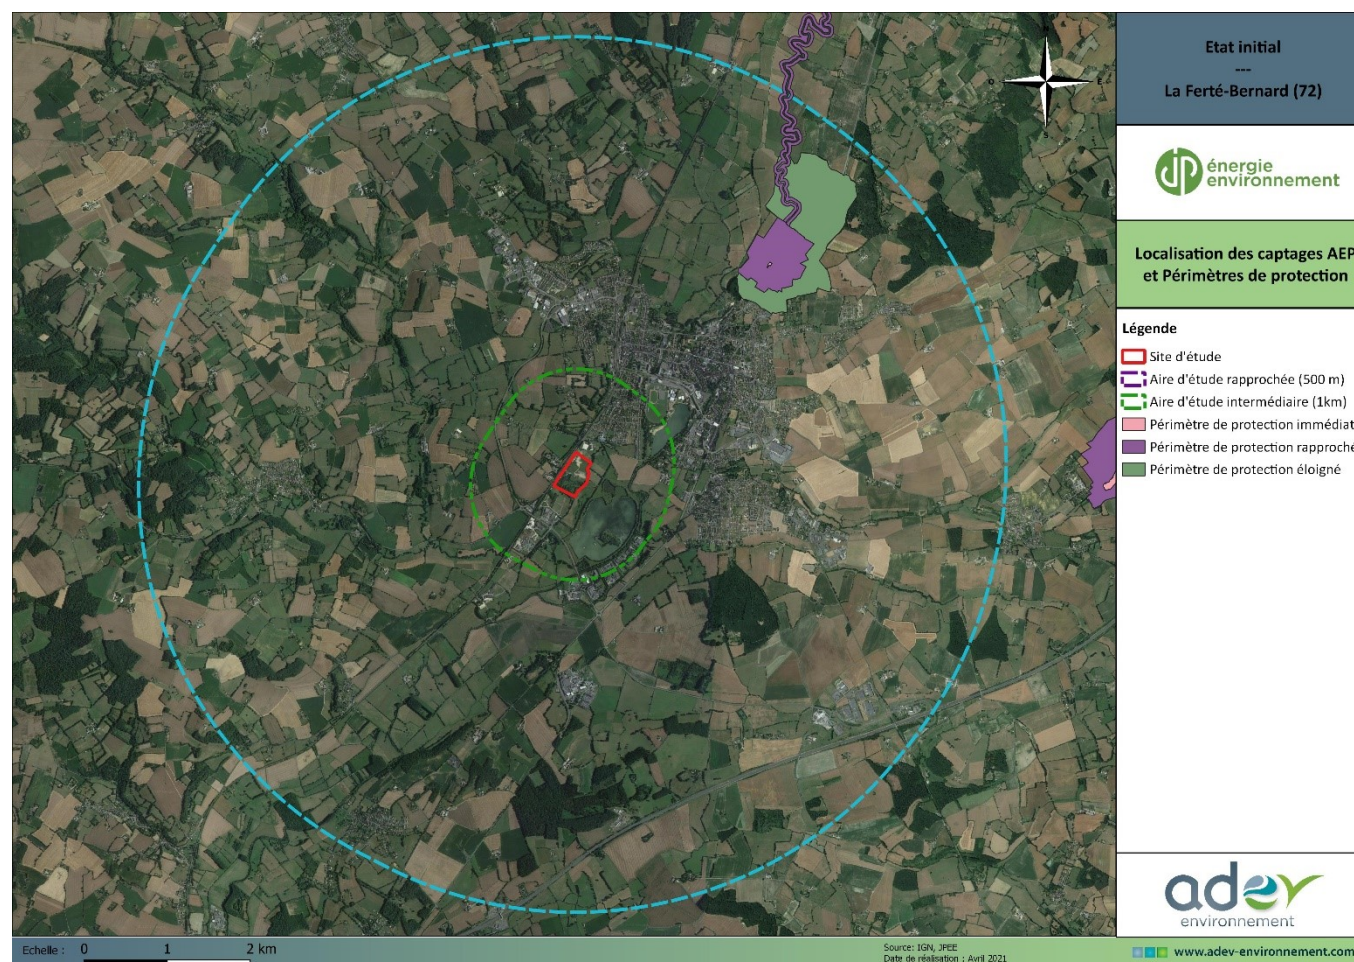 Etat initial
---
La Ferté-Bernard (72)
O E
S
JP énergie
environnement
Localisation des captages AEP
et Périmètres de protection
Légende
Site d'étude
Aire d'étude rapprochée (500 m)
Aire d'étude intermédiaire (1km)
Périmètre de protection immédiat
Périmètre de protection rapproché
Périmètre de protection éloigné
adev
environnement
Echelle : 0 1 2 km
Source: IGN, JPEE
Date de réalisation : Avril 2021
www.adev-environnement.com